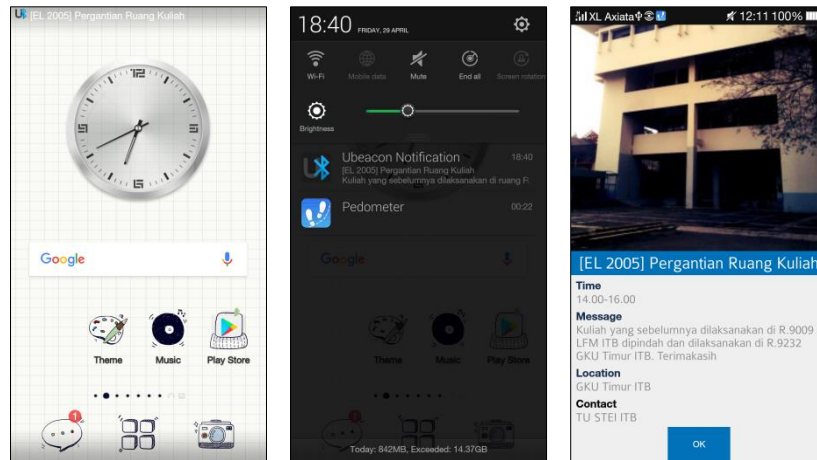 [EL 2005] Pergantian Ruang Kuliah
12
Google
Theme
Music
Play Store
1
18:40
FRIDAY, 29 APRIL
Wi-Fi
Mobile data
Mute
End all
Screen rotation
Brightness
Ubeacon Notification
18:40
[EL 2005] Pergantian Ruang Kuliah
Kuliah yang sebelumnya dilaksanakan di ruang R.
Pedometer
00:22
Google
Theme
Music
Play Store
Today: 842MB, Exceeded: 14.37GB
XL Axiata
12:11 100%
[EL 2005] Pergantian Ruang Kuliah
Time
14.00-16.00
Message
Kuliah yang sebelumnya dilaksanakan di R.9009
LFM ITB dipindah dan dilaksanakan di R.9232
GKU Timur ITB. Terimakasih
Location
GKU Timur ITB
Contact
TU STEI ITB
OK